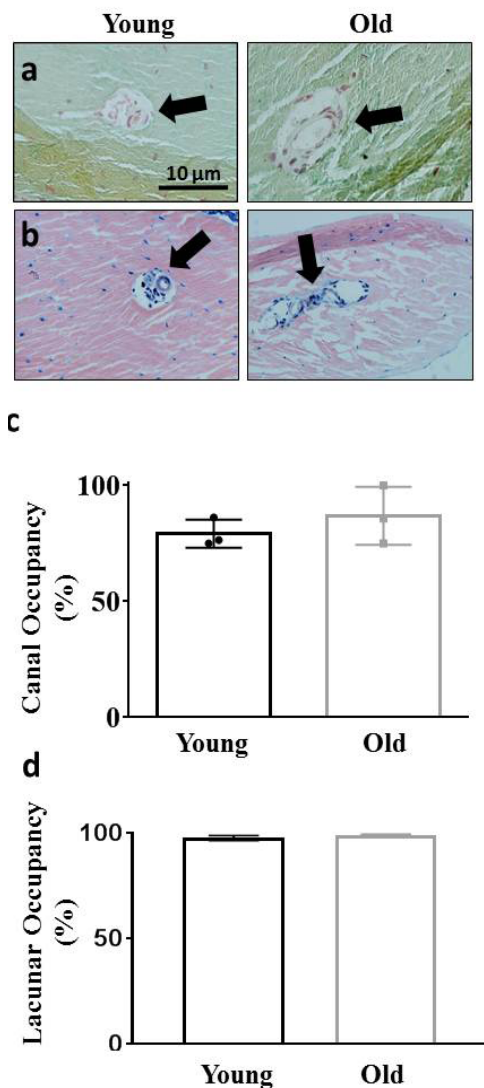 Young Old
a
10 µm
b
c
Canal Occupancy
(%)
100
50
0
Young Old
d
Lacunar Occupancy
(%)
100
50
0
Young Old